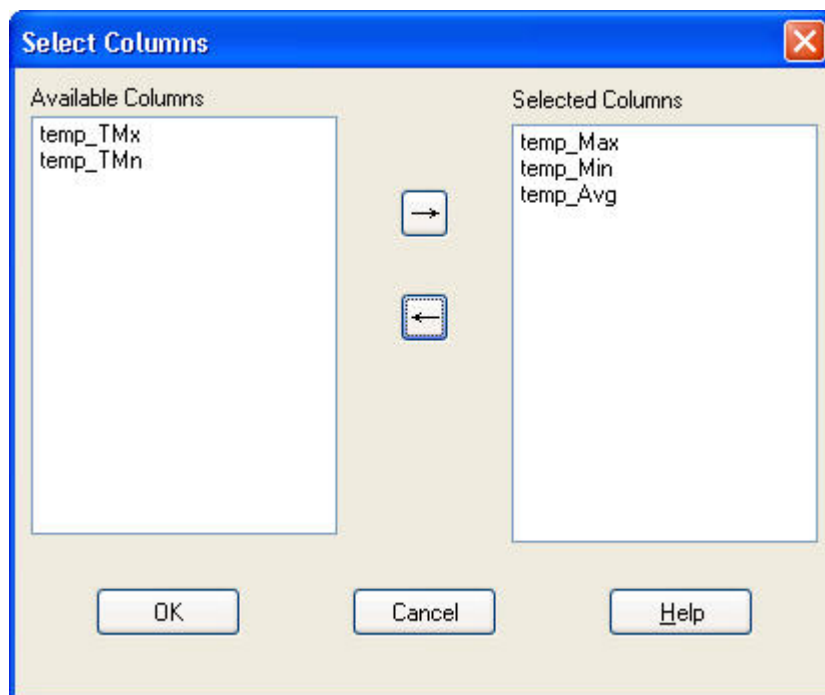 Select Columns
Available Columns
temp_TMx
temp_TMn
Selected Columns
temp_Max
temp_Min
temp_Avg
OK
Cancel
Help